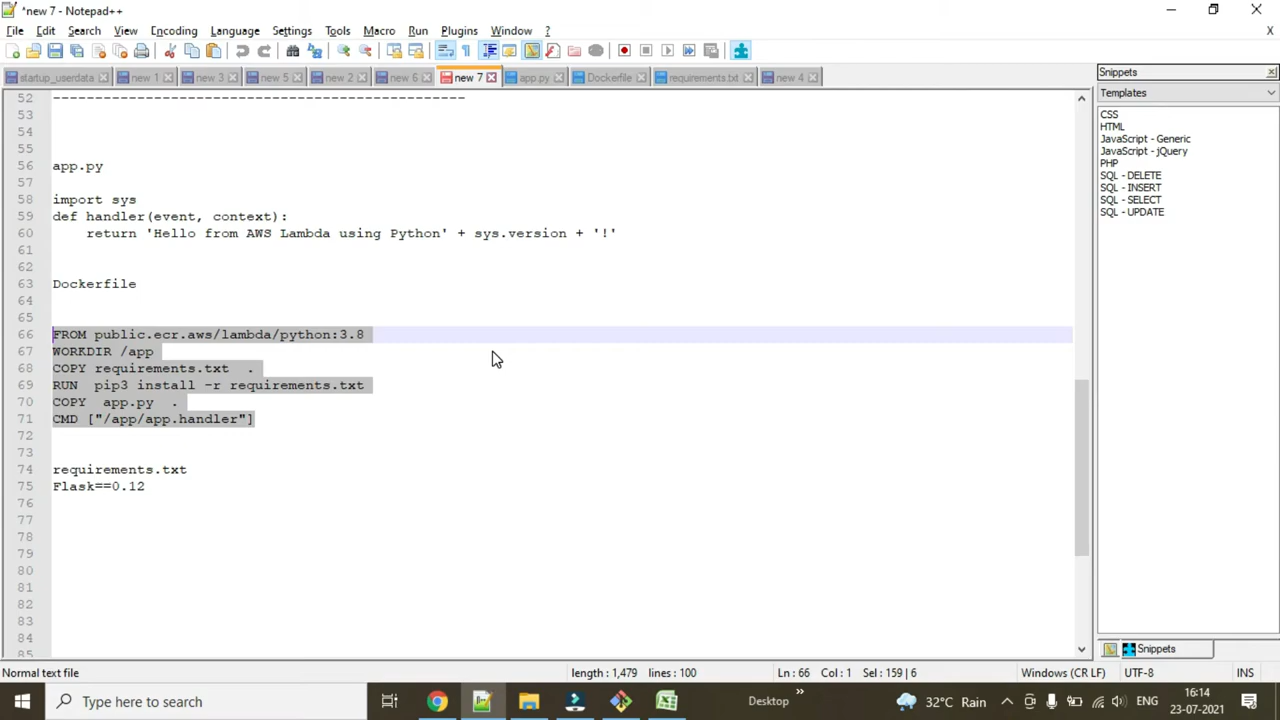 *new 7 - Notepad++
File Edit Search View Encoding Language Settings Tools Macro Run Plugins Window ? X
startup_userdata new 1 new 3 new 5 new 2 new 6 new 7 app.py Dockerfile requirements.txt new 4
Snippets
Templates
CSS
HTML
JavaScript - Generic
JavaScript - jQuery
PHP
SQL - DELETE
SQL - INSERT
SQL - SELECT
SQL - UPDATE
52 -------------------------------------------------
53
54
55
56 app.py
57
58 import sys
59 def handler(event, context):
60 return 'Hello from AWS Lambda using Python' + sys.version + '!'
61
62
63 Dockerfile
64
65
66 FROM public.ecr.aws/lambda/python:3.8
67 WORKDIR /app
68 COPY requirements.txt .
69 RUN pip3 install -r requirements.txt
70 COPY app.py .
71 CMD ["/app/app.handler"]
72
73
74 requirements.txt
75 Flask==0.12
76
77
78
79
80
81
82
83
84
85
Snippets
Normal text file length : 1,479 lines : 100 Ln : 66 Col : 1 Sel : 159 | 6 Windows (CR LF) UTF-8 INS
Type here to search Desktop » 32°C Rain ENG 16:14
23-07-2021